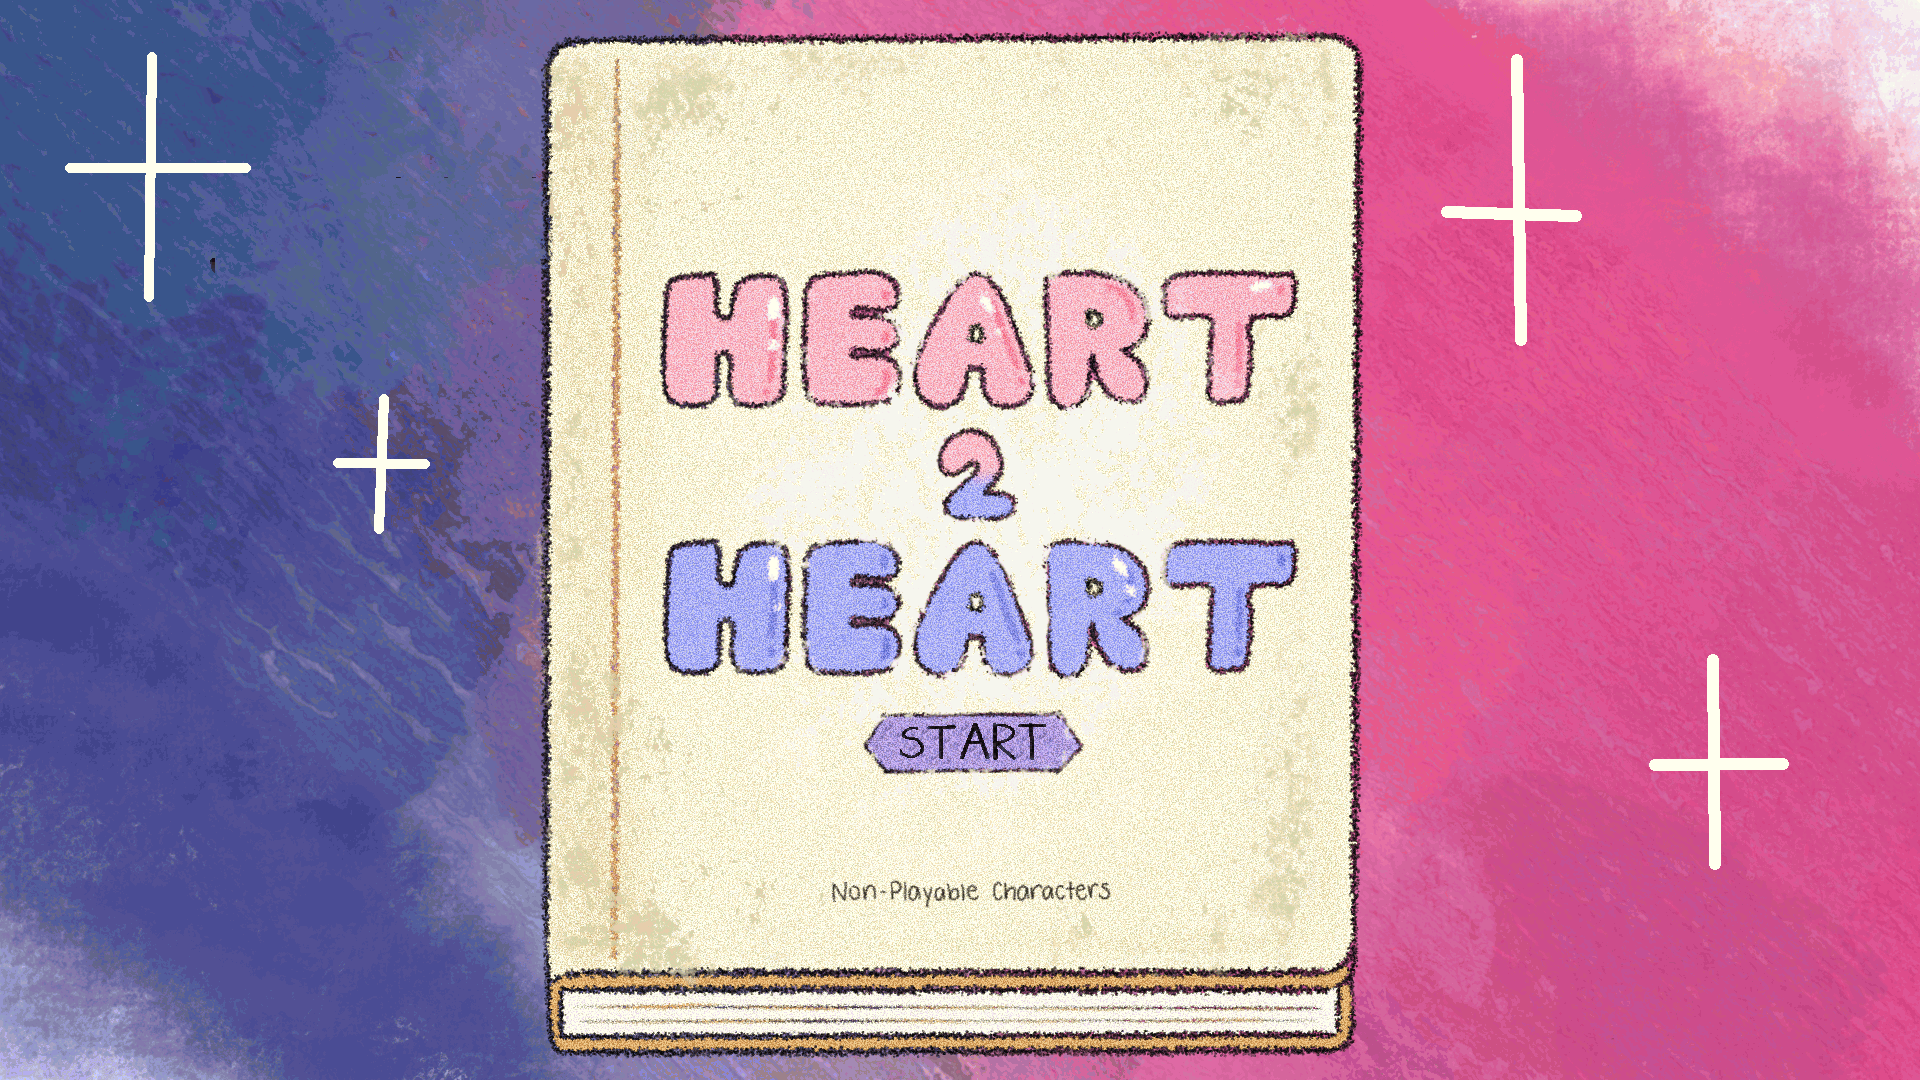 HEART
2
HEART
START
Non-Playable Characters